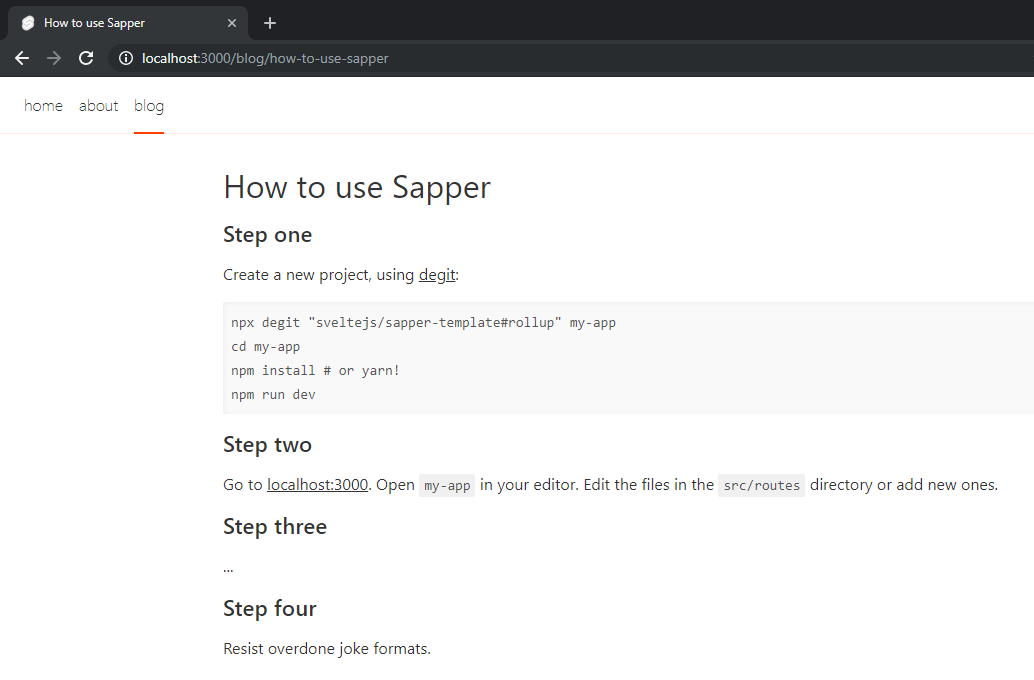 How to use Sapper
localhost:3000/blog/how-to-use-sapper
home about blog
How to use Sapper
Step one
Create a new project, using degit:
npx degit "sveltejs/sapper-template#rollup" my-app
cd my-app
npm install # or yarn!
npm run dev
Step two
Go to localhost:3000. Open my-app in your editor. Edit the files in the src/routes directory or add new ones.
Step three
...
Step four
Resist overdone joke formats.